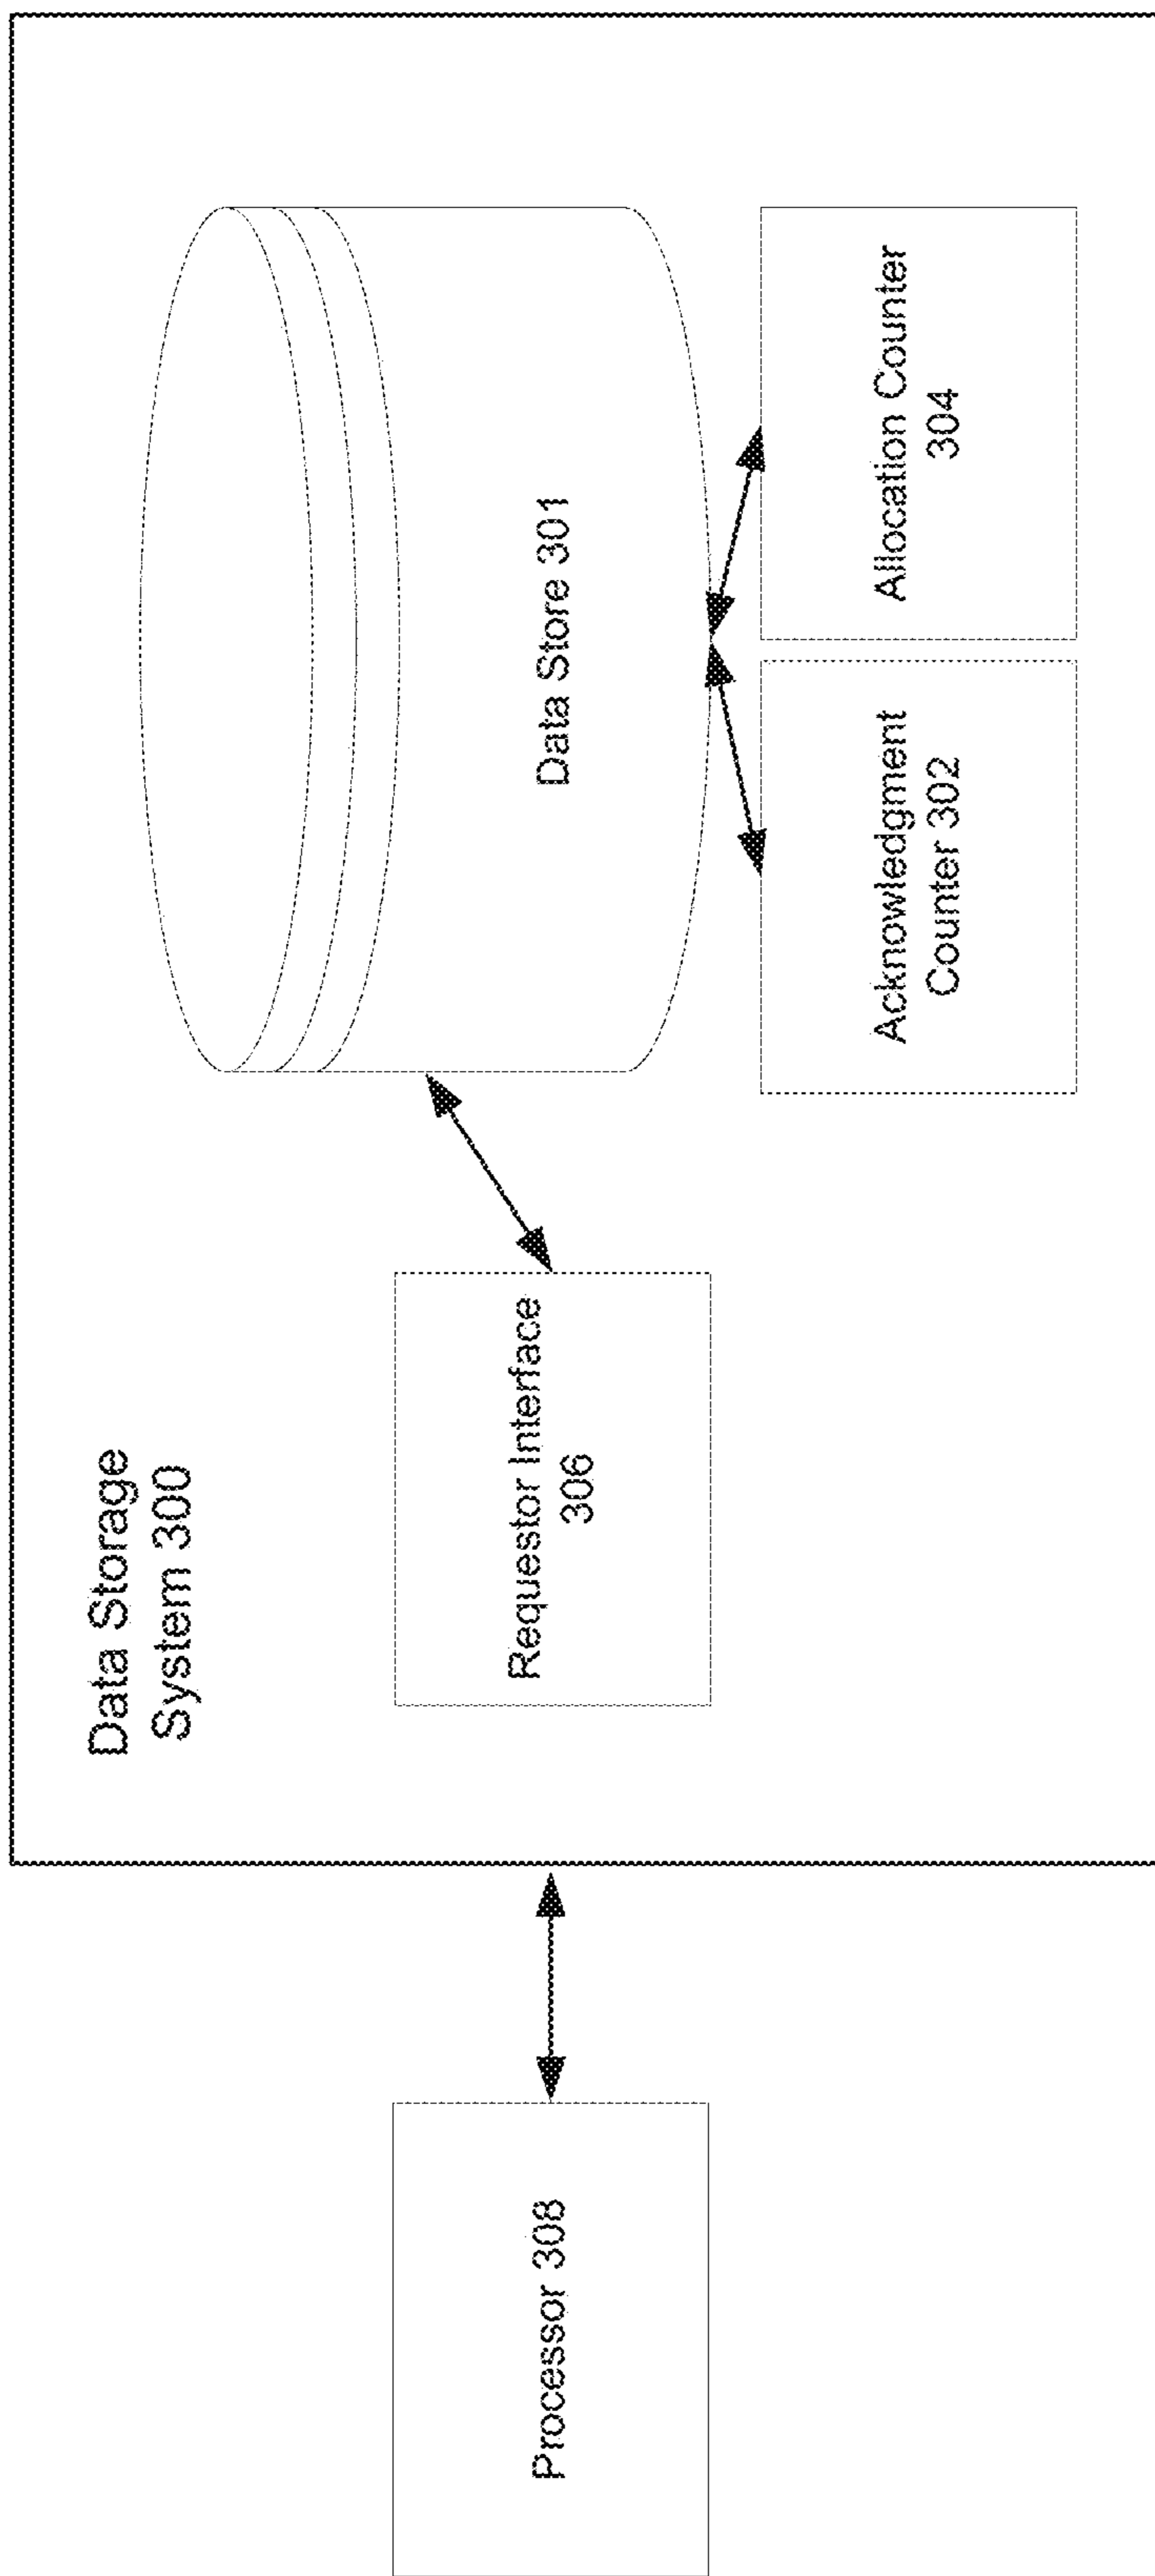 Data Storage
System 300
Processor 308
Requestor Interface
306
Data Store 301
Acknowledgment
Counter 302
Allocation Counter
304